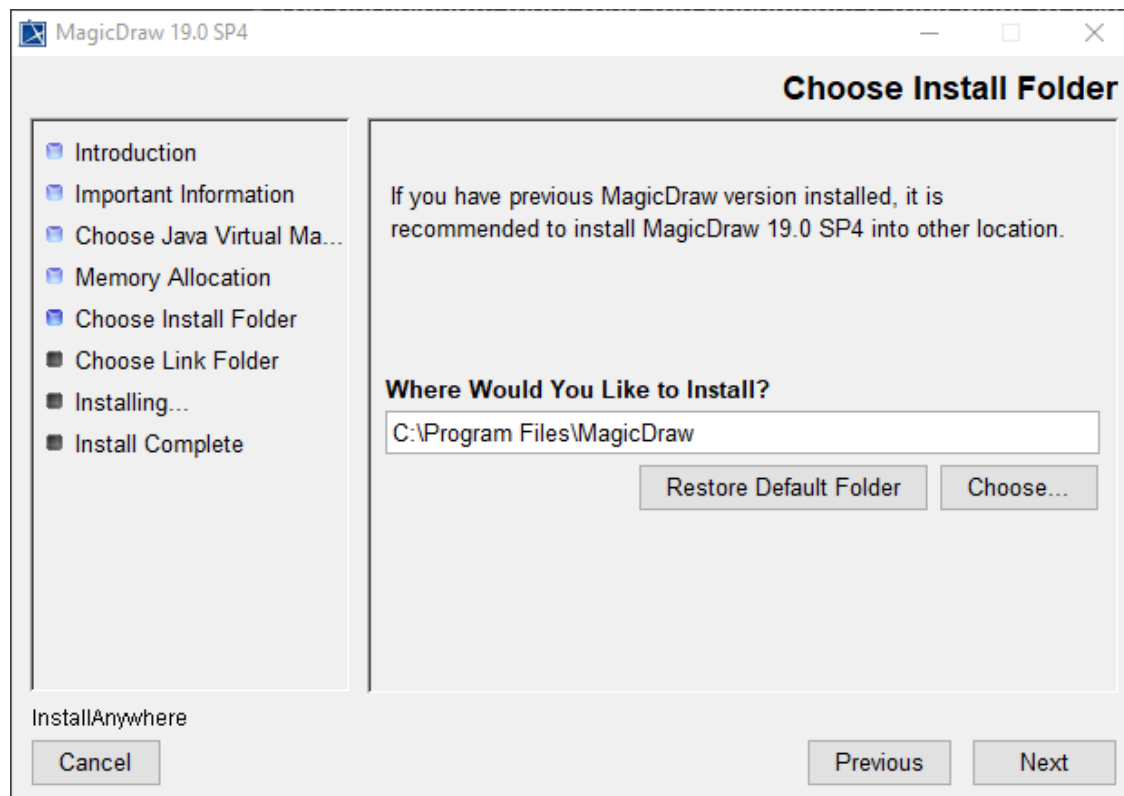 MagicDraw 19.0 SP4
Choose Install Folder
Introduction
Important Information
Choose Java Virtual Ma...
Memory Allocation
Choose Install Folder
Choose Link Folder
Installing...
Install Complete
If you have previous MagicDraw version installed, it is
recommended to install MagicDraw 19.0 SP4 into other location.
Where Would You Like to Install?
C:\Program Files\MagicDraw
Restore Default Folder
Choose...
InstallAnywhere
Cancel
Previous
Next